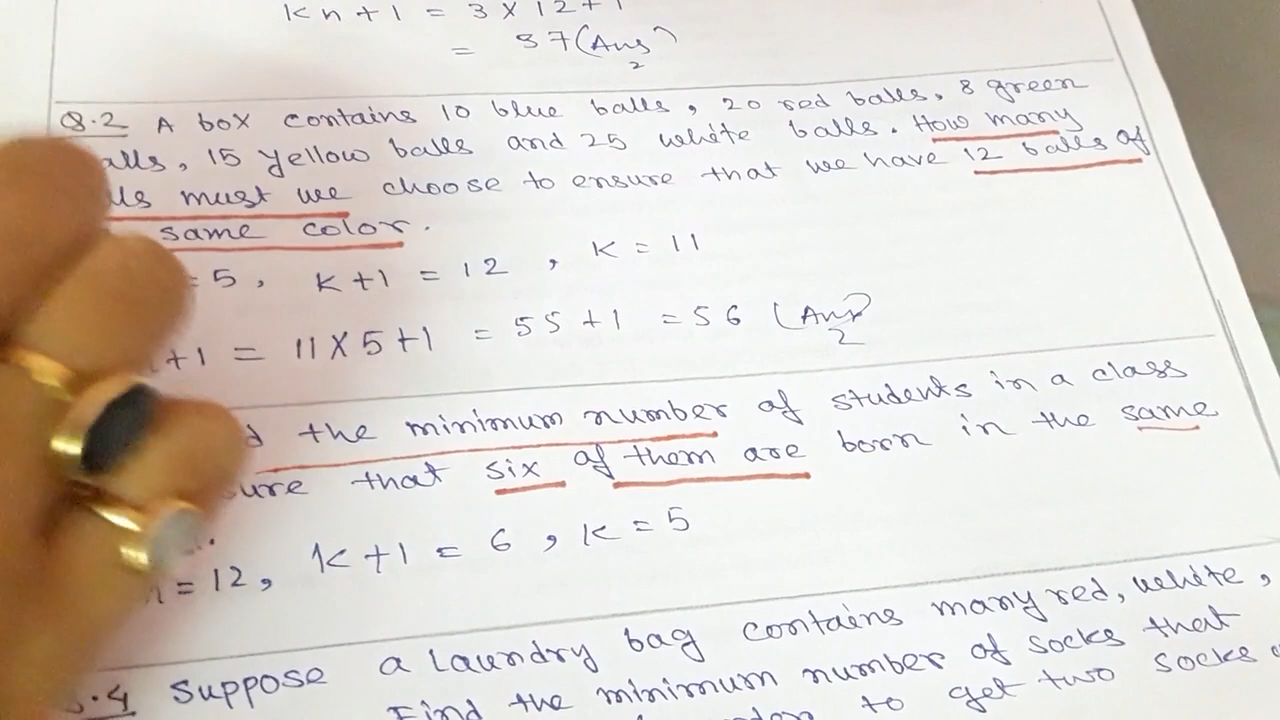 Kn+1 = 3 X 12+1
= 37 (Ans)
Q.2 A box contains 10 blue balls, 20 red balls, 8 green
alls, 15 yellow balls and 25 white balls. How many
lls must we choose to ensure that we have 12 balls of
same color.
= 5, K+1 = 12, K = 11
+1 = 11 X 5+1 = 55+1 = 56 (Ans)
d the minimum number of students in a class
sure that six of them are born in the same
n = 12, K+1 = 6, K = 5
.4 Suppose a laundry bag contains many red, white,
Find the minimum number of socks that
to get two socks